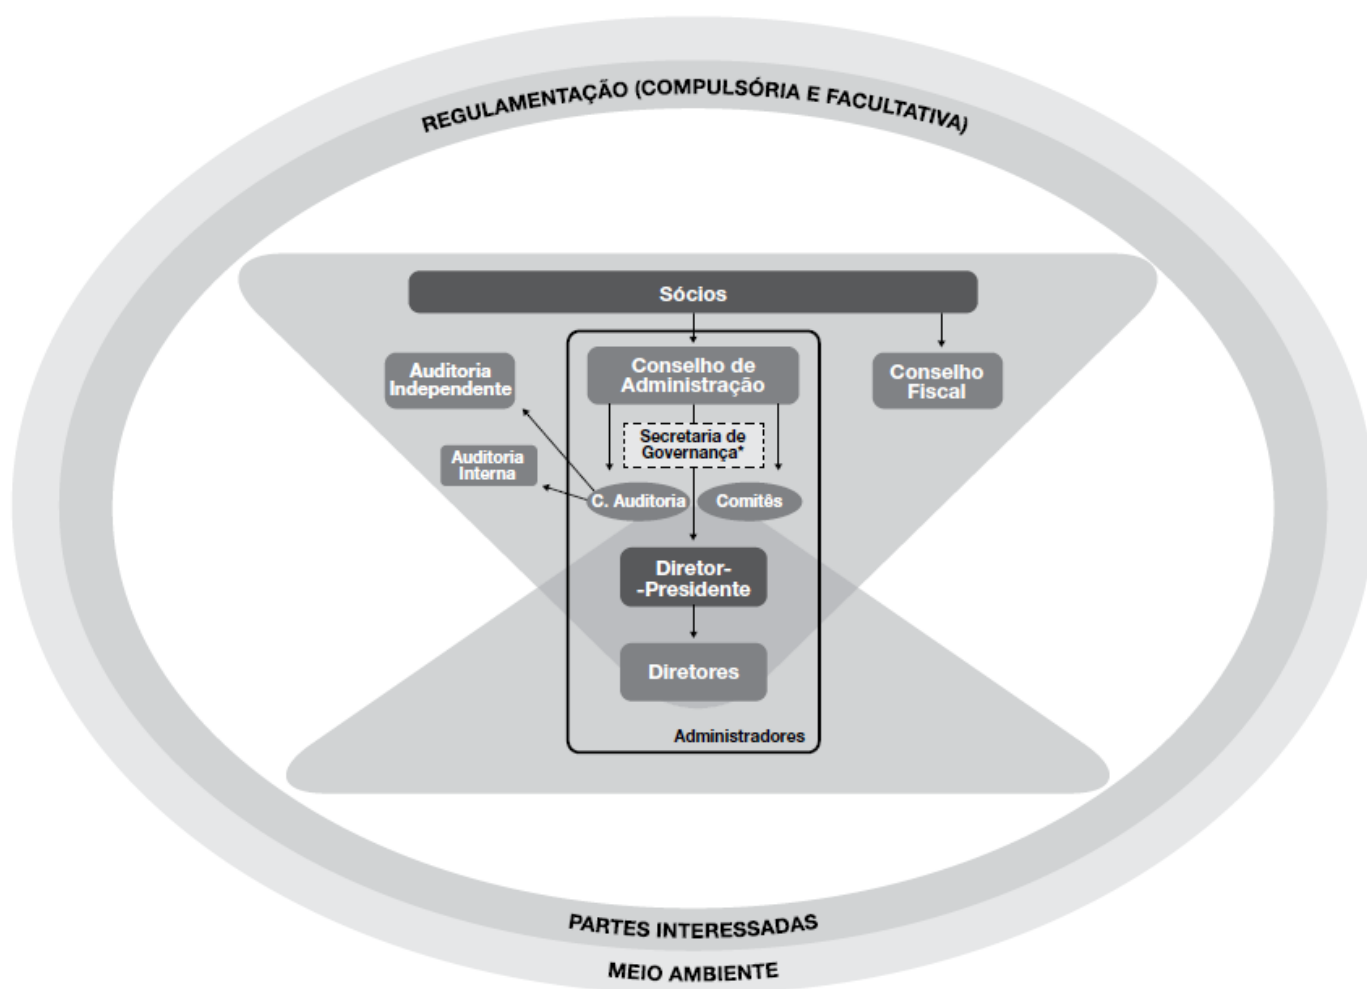 REGULAMENTAÇÃO (COMPULSÓRIA E FACULTATIVA)
Sócios
Conselho de
Administração
Auditoria
Independente
Conselho
Fiscal
Secretaria de
Governança*
Auditoria
Interna
C. Auditoria
Comitês
Diretor-
-Presidente
Diretores
Administradores
PARTES INTERESSADAS
MEIO AMBIENTE